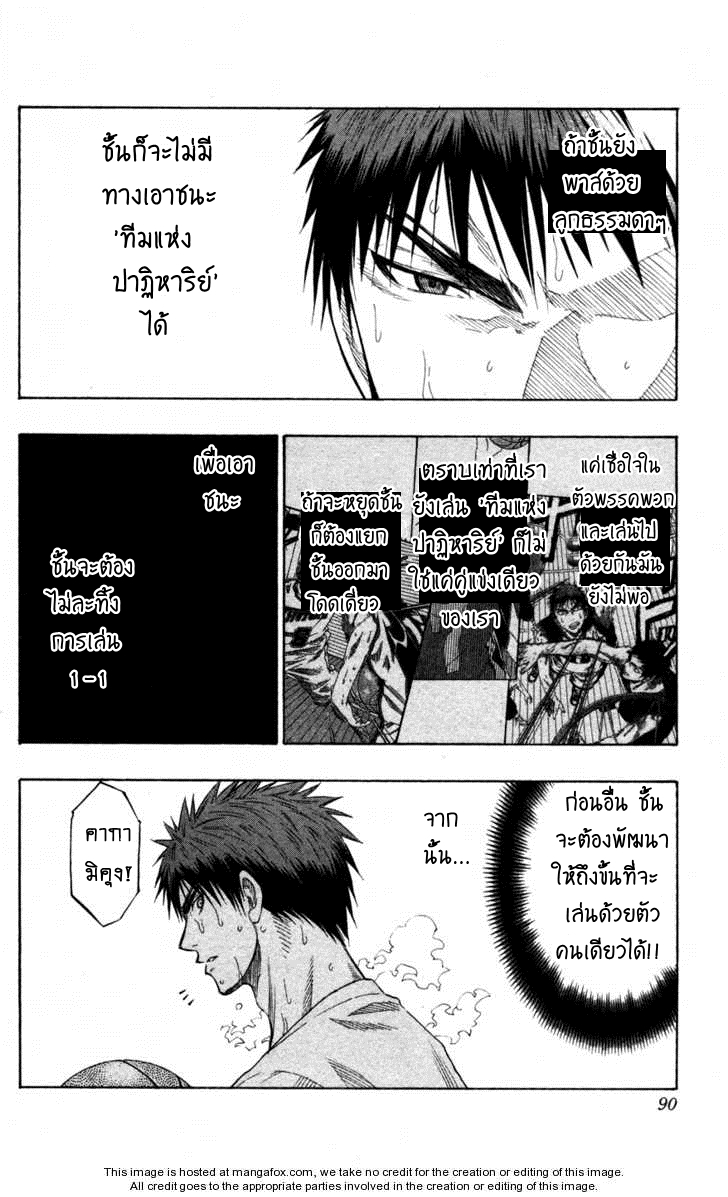 ถ้าชั้นยัง
พาสด้วย
ลูกธรรมดาๆ
ชั้นก็จะไม่มี
ทางเอาชนะ
'ทีมแห่ง
ปาฏิหาริย์'
ได้
แค่เชื่อใจใน
ตัวพรรคพวก
และเล่นไป
ด้วยกันมัน
ยังไม่พอ
ตราบเท่าที่เรา
ยังเล่น 'ทีมแห่ง
ปาฏิหาริย์' ก็ไม่
ใช่แค่คู่แข่งเดียว
ของเรา
ถ้าจะหยุดชั้น
ก็ต้องแยก
ชั้นออกมา
โดดเดี่ยว
เพื่อเอา
ชนะ
ชั้นจะต้อง
ไม่ละทิ้ง
การเล่น
1 - 1
ก่อนอื่น ชั้น
จะต้องพัฒนา
ให้ถึงขั้นที่จะ
เล่นด้วยตัว
คนเดียวได้!!
จาก
นั้น...
คากา
มิคุง!
90
This image is hosted at mangafox.com, we take no credit for the creation or editing of this image.
All credit goes to the appropriate parties involved in the creation or editing of this image.